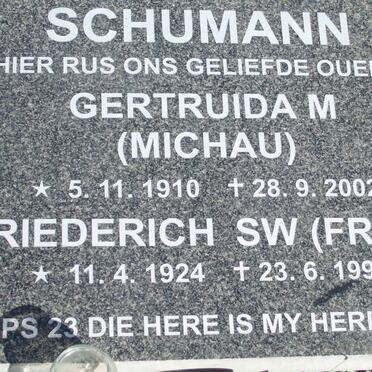 SCHUMANN
HIER RUS ONS GELIEFDE OUE
GERTRUIDA M
(MICHAU)
★ 5. 11. 1910 ✝ 28. 9. 2002
RIEDERICH SW (FR
★ 11. 4. 1924 ✝ 23. 6. 199
PS 23 DIE HERE IS MY HER